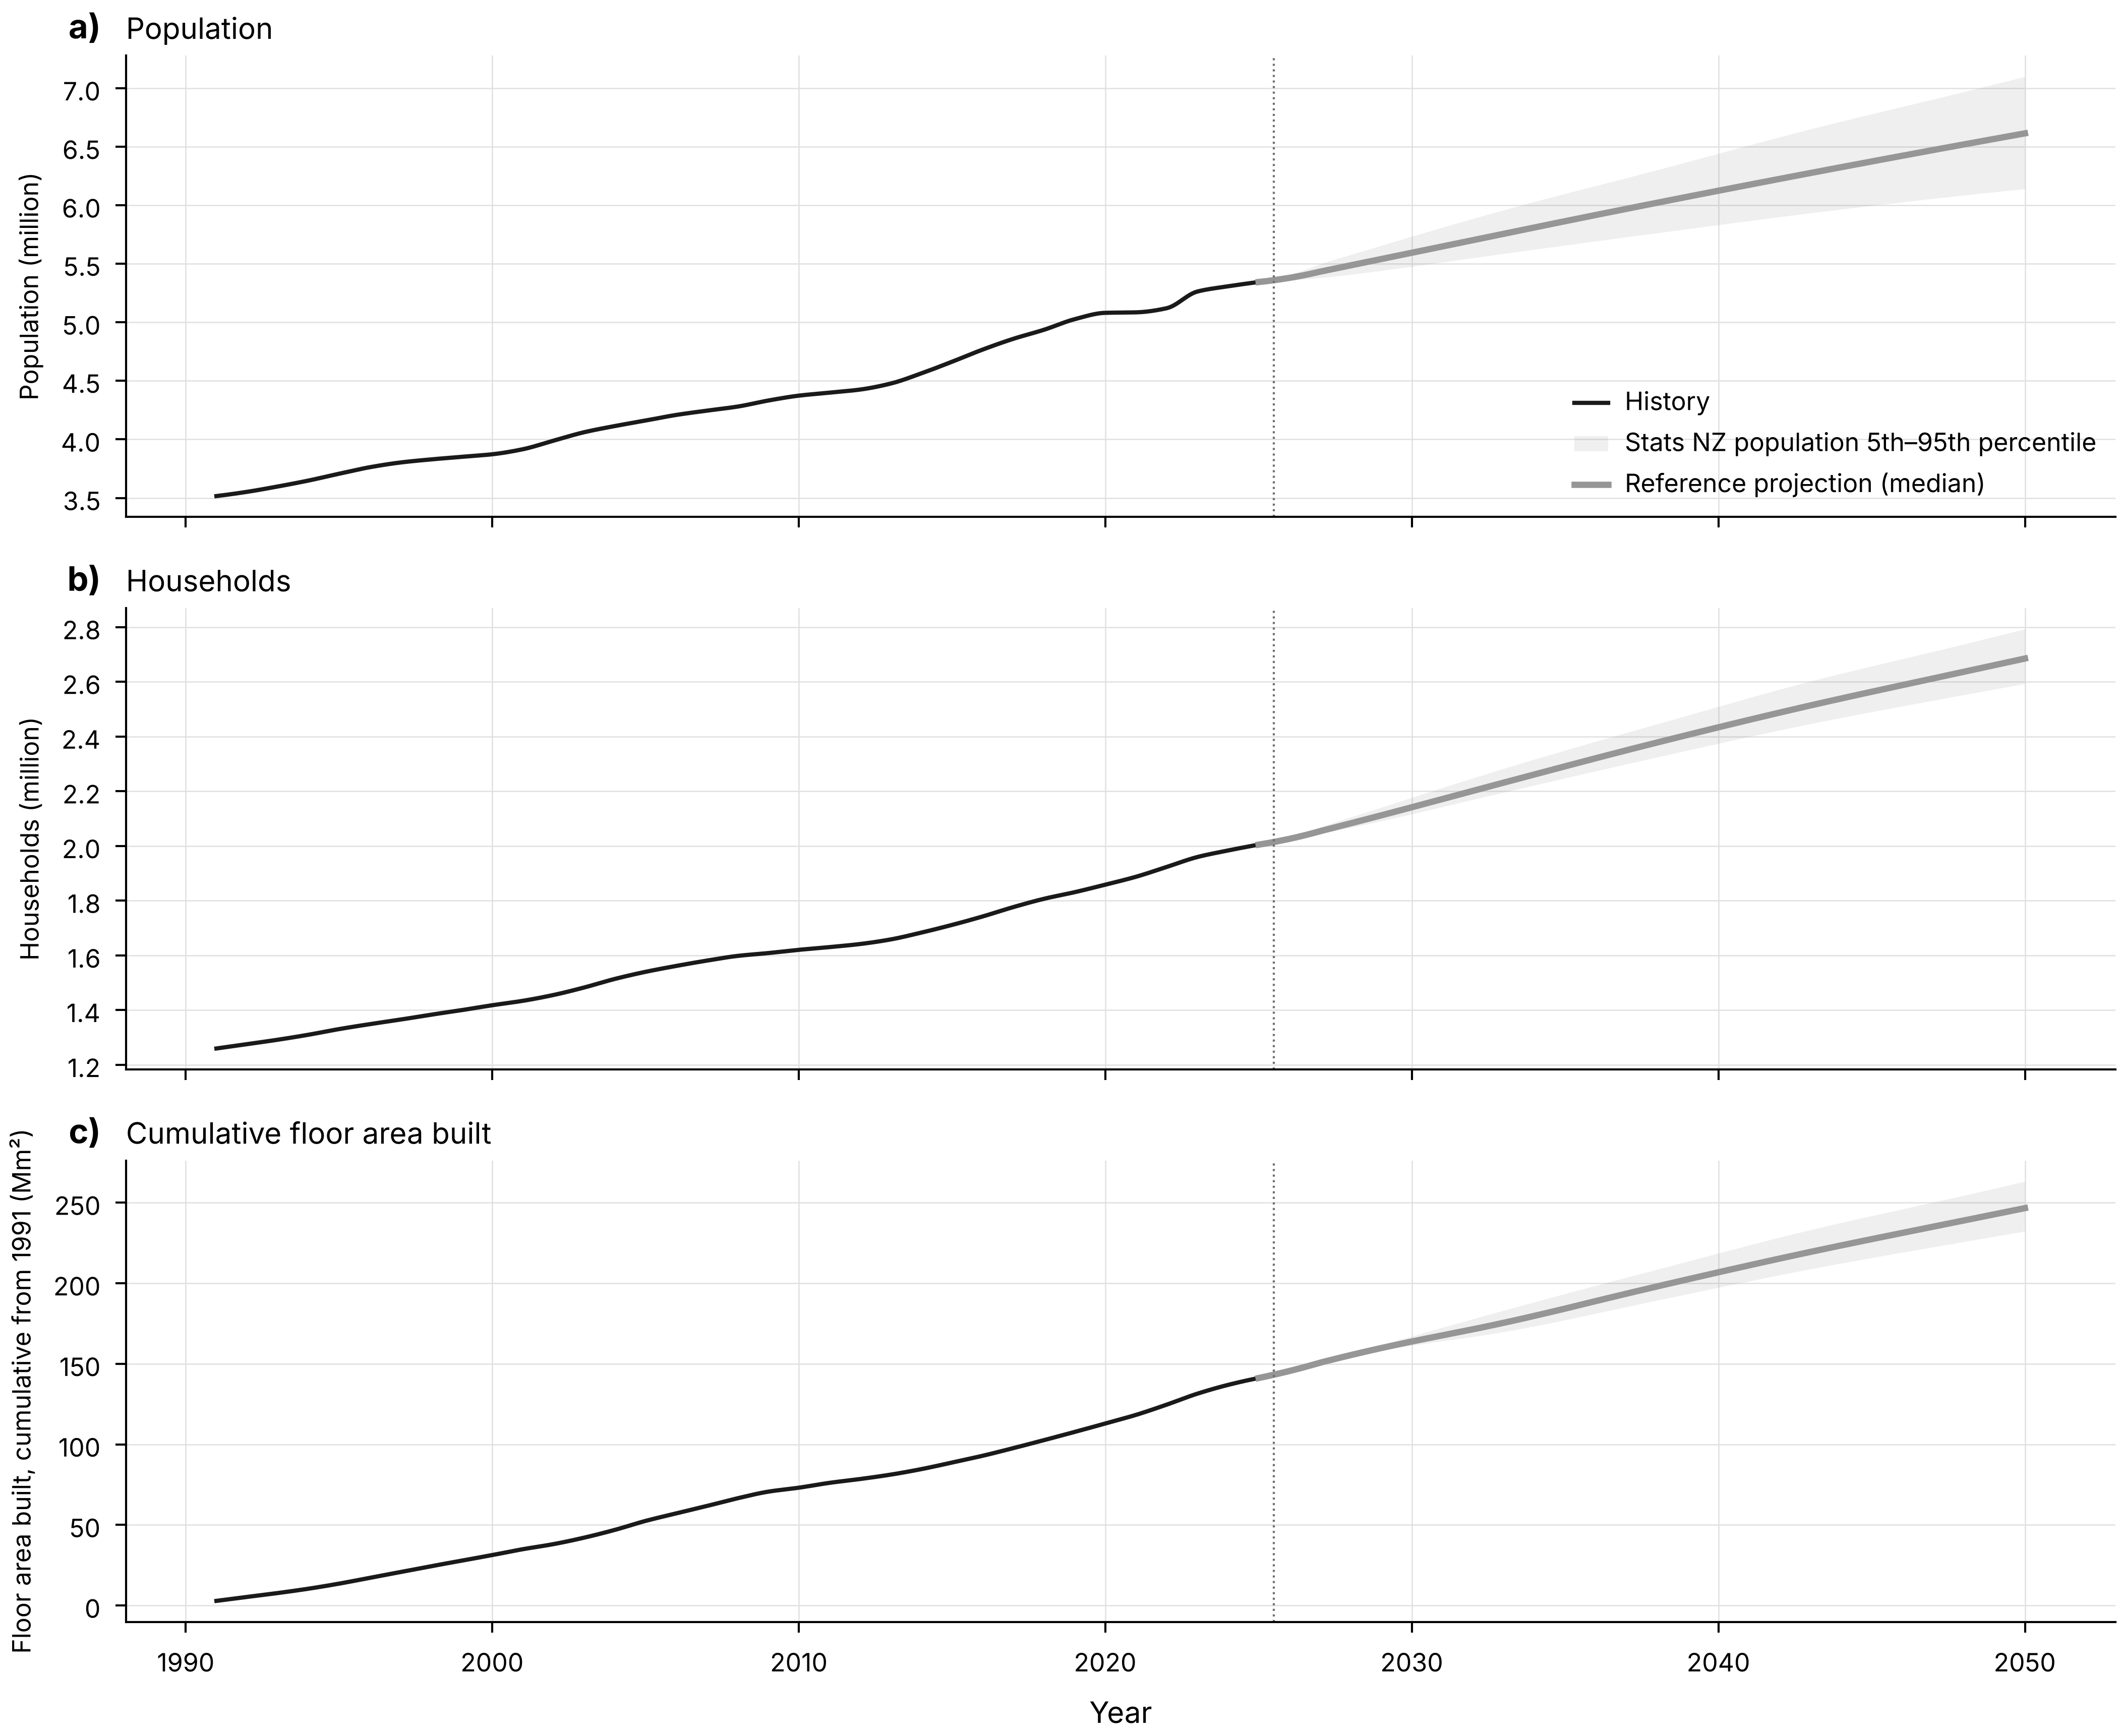 a) Population
Population (million)
7.0
6.5
6.0
5.5
5.0
4.5
4.0
3.5
History
Stats NZ population 5th–95th percentile
Reference projection (median)
b) Households
Households (million)
2.8
2.6
2.4
2.2
2.0
1.8
1.6
1.4
1.2
c) Cumulative floor area built
Floor area built, cumulative from 1991 (Mm²)
250
200
150
100
50
0
1990 2000 2010 2020 2030 2040 2050
Year